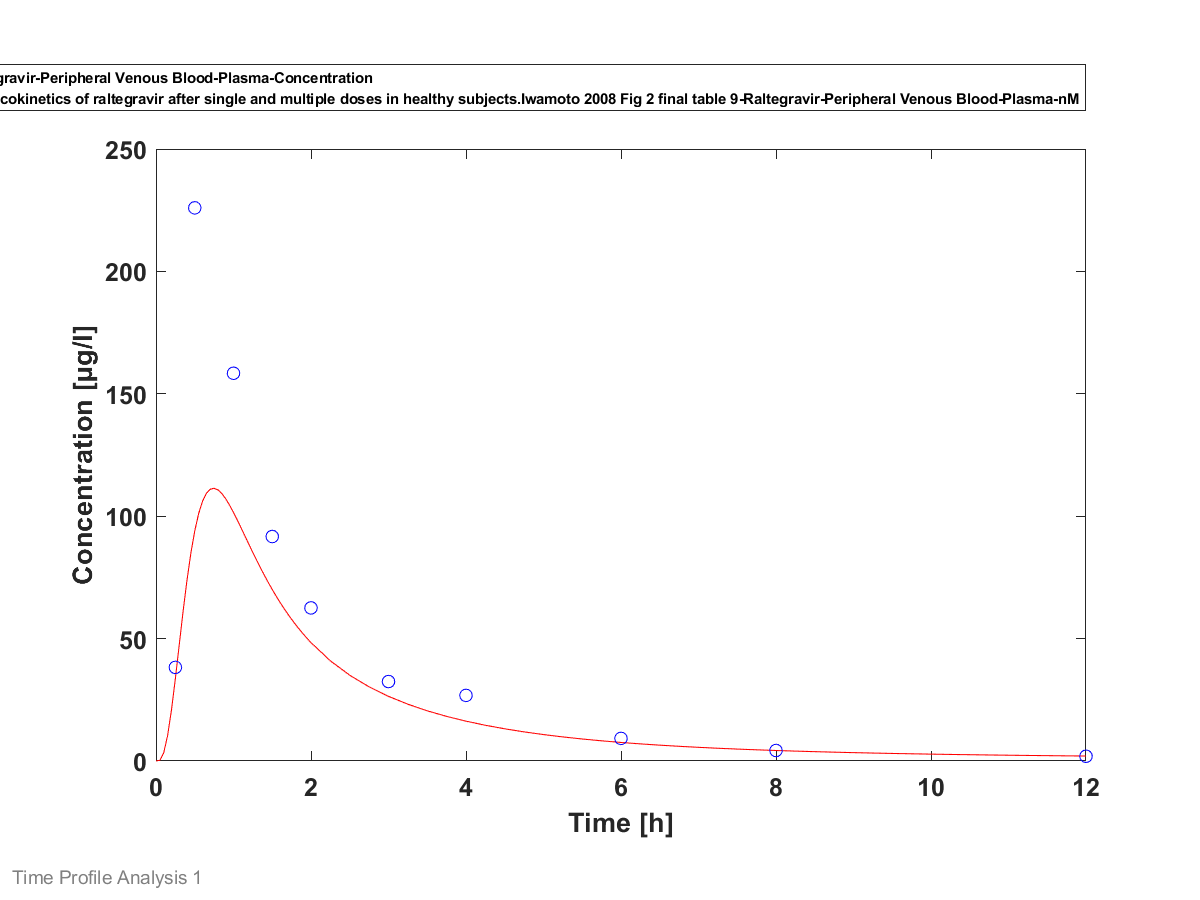 gravir-Peripheral Venous Blood-Plasma-Concentration
cokinetics of raltegravir after single and multiple doses in healthy subjects.Iwamoto 2008 Fig 2 final table 9-Raltegravir-Peripheral Venous Blood-Plasma-nM
250
200
150
100
50
0
Concentration [µg/l]
0 2 4 6 8 10 12
Time [h]
Time Profile Analysis 1